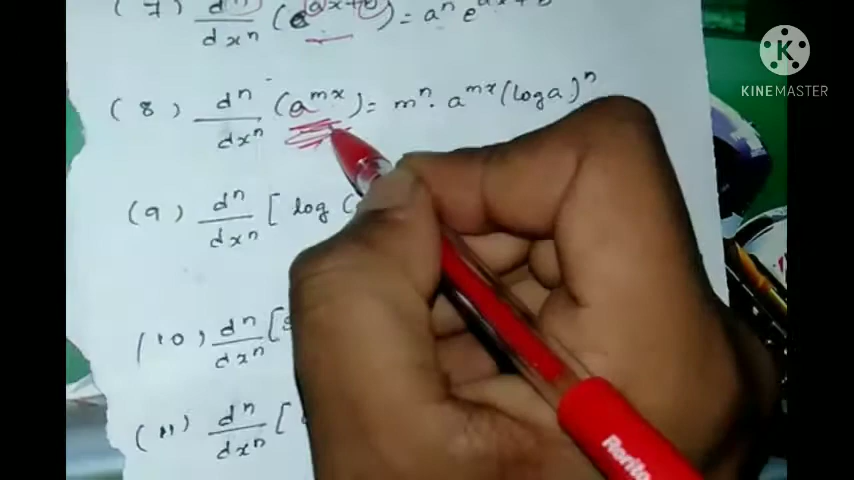 (7) dⁿ/dxⁿ (e^(ax+b)) = aⁿ e^(ax+b)
(8) dⁿ/dxⁿ (a^(mx)) = mⁿ. a^(mx) (log a)ⁿ
(9) dⁿ/dxⁿ [ log (
(10) dⁿ/dxⁿ [
(11) dⁿ/dxⁿ [
K
KINEMASTER
Rorito